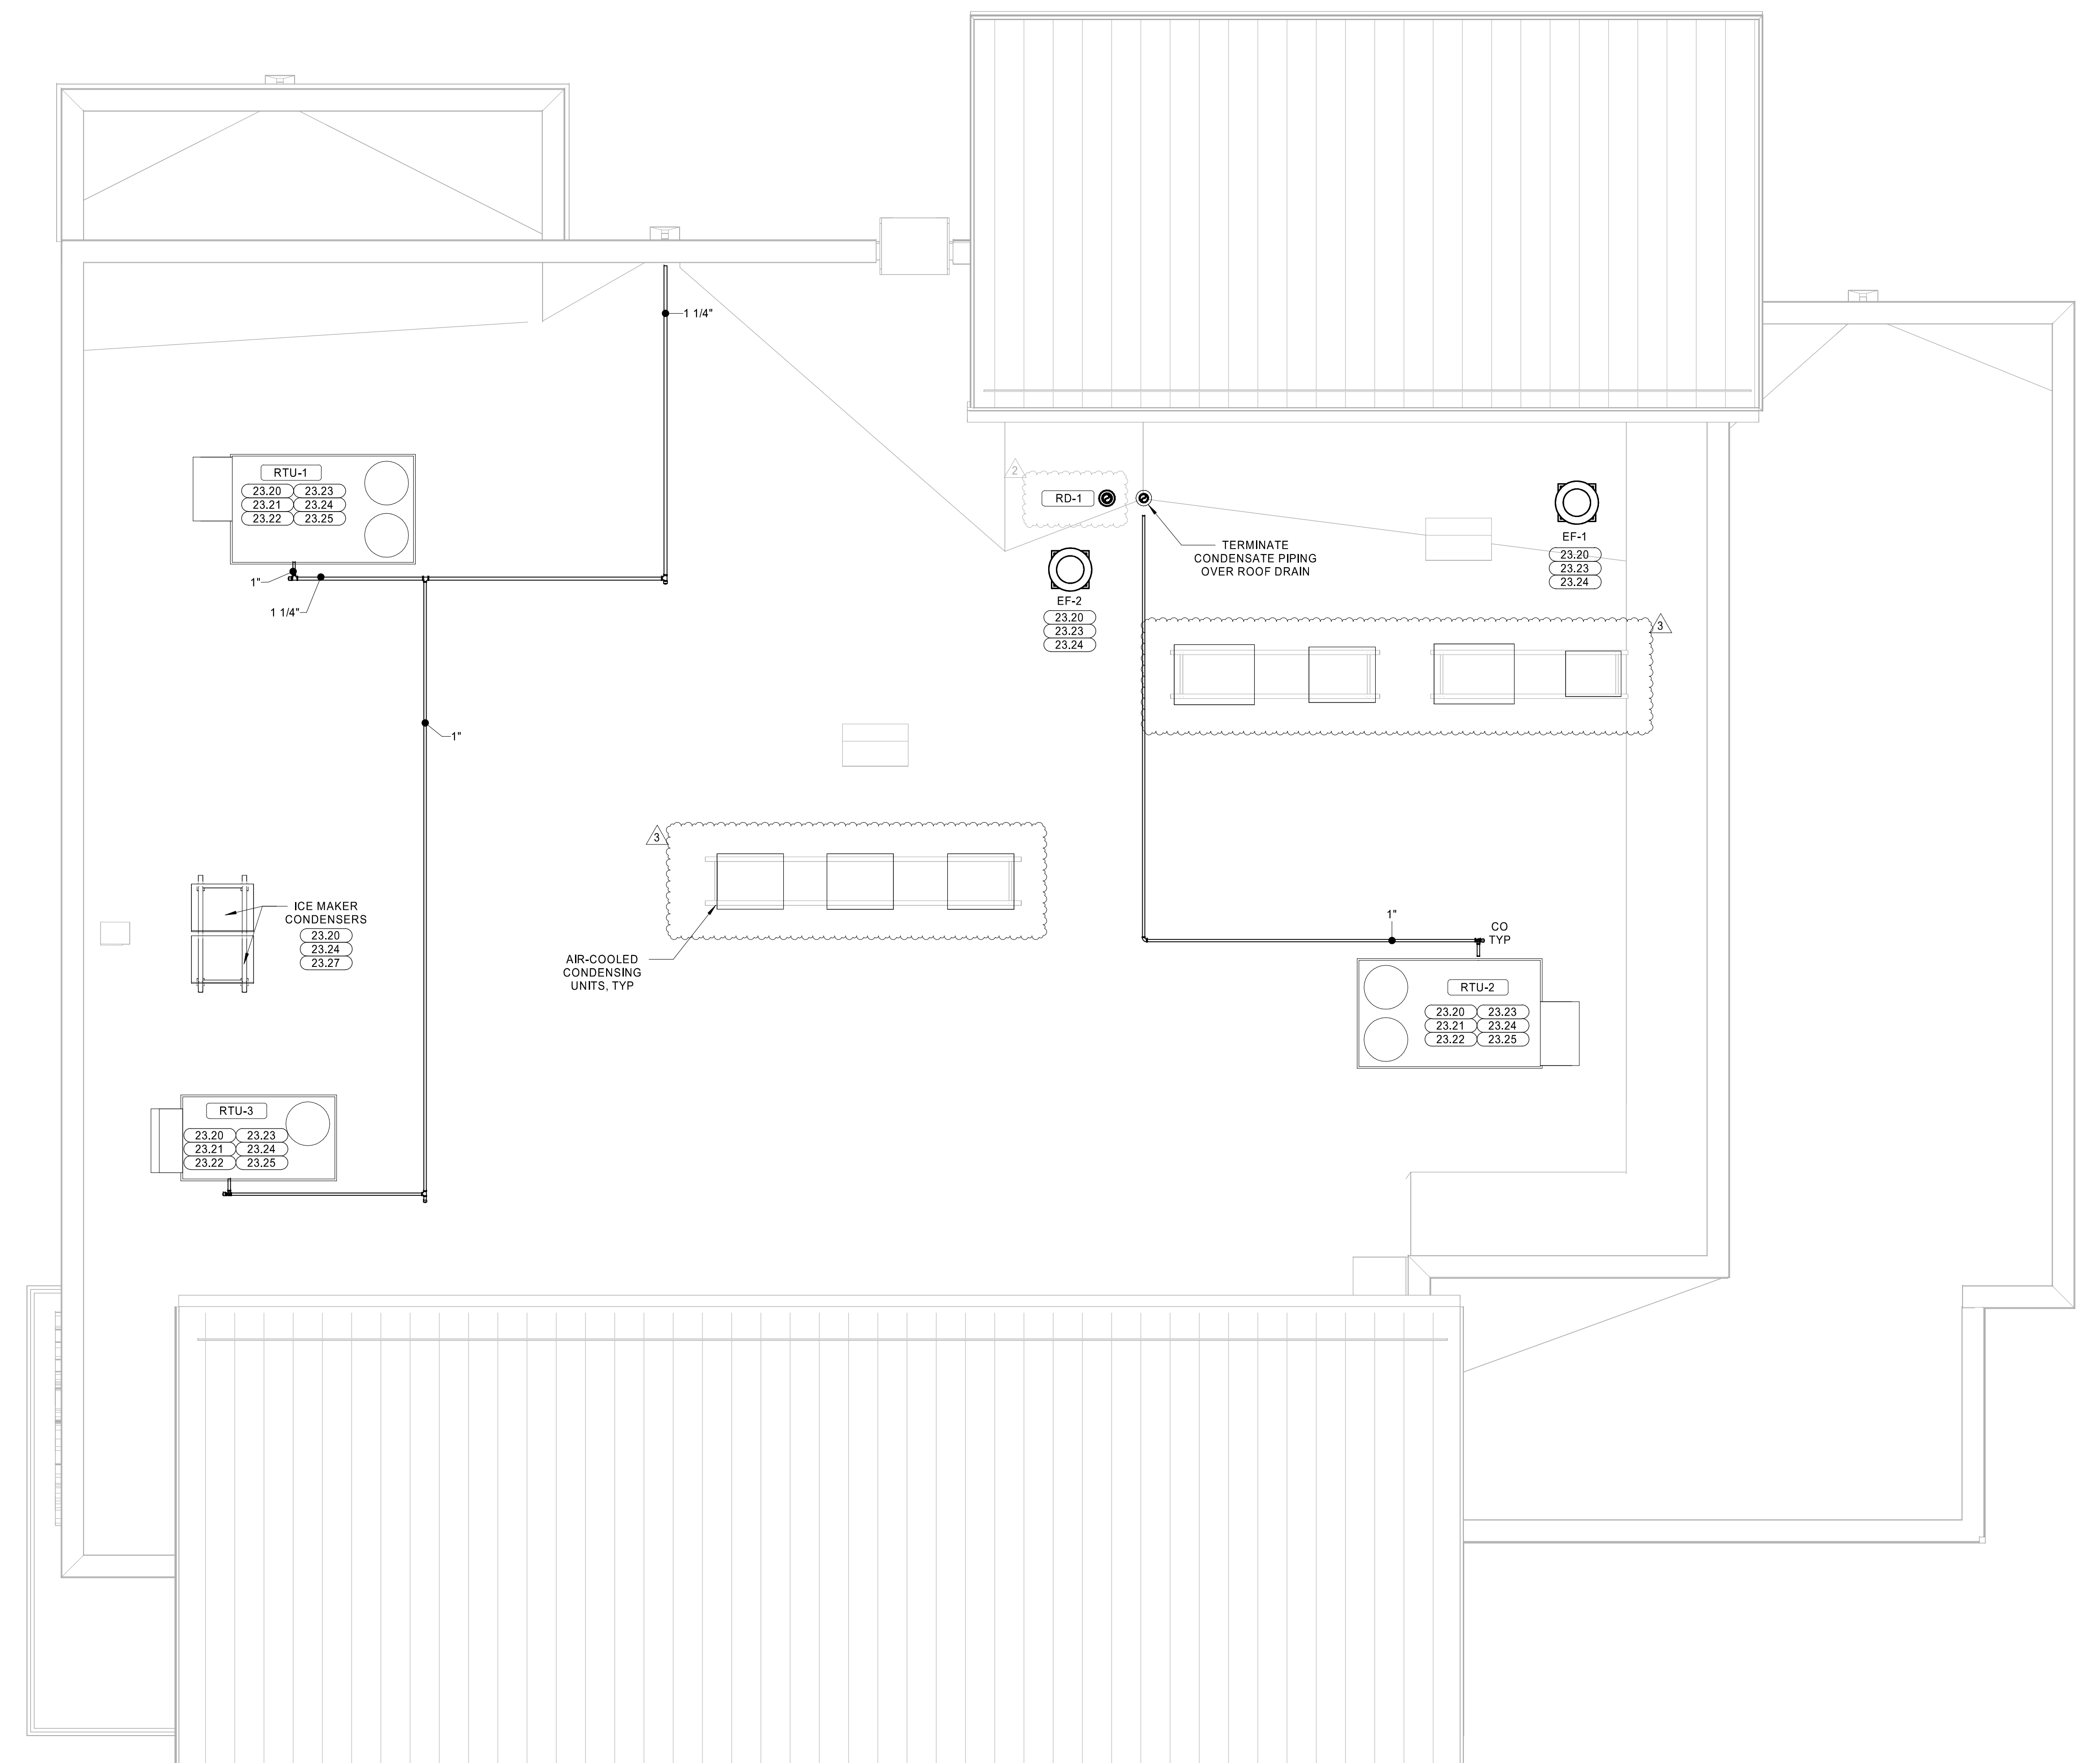 1 1/4"
RTU-1
23.20 23.23
23.21 23.24
23.22 23.25
1"
1 1/4"
2
RD-1
TERMINATE
CONDENSATE PIPING
OVER ROOF DRAIN
EF-1
23.20
23.23
23.24
EF-2
23.20
23.23
23.24
3
1"
3
AIR-COOLED
CONDENSING
UNITS, TYP
ICE MAKER
CONDENSERS
23.20
23.24
23.27
1"
CO
TYP
RTU-2
23.20 23.23
23.21 23.24
23.22 23.25
RTU-3
23.20 23.23
23.21 23.24
23.22 23.25